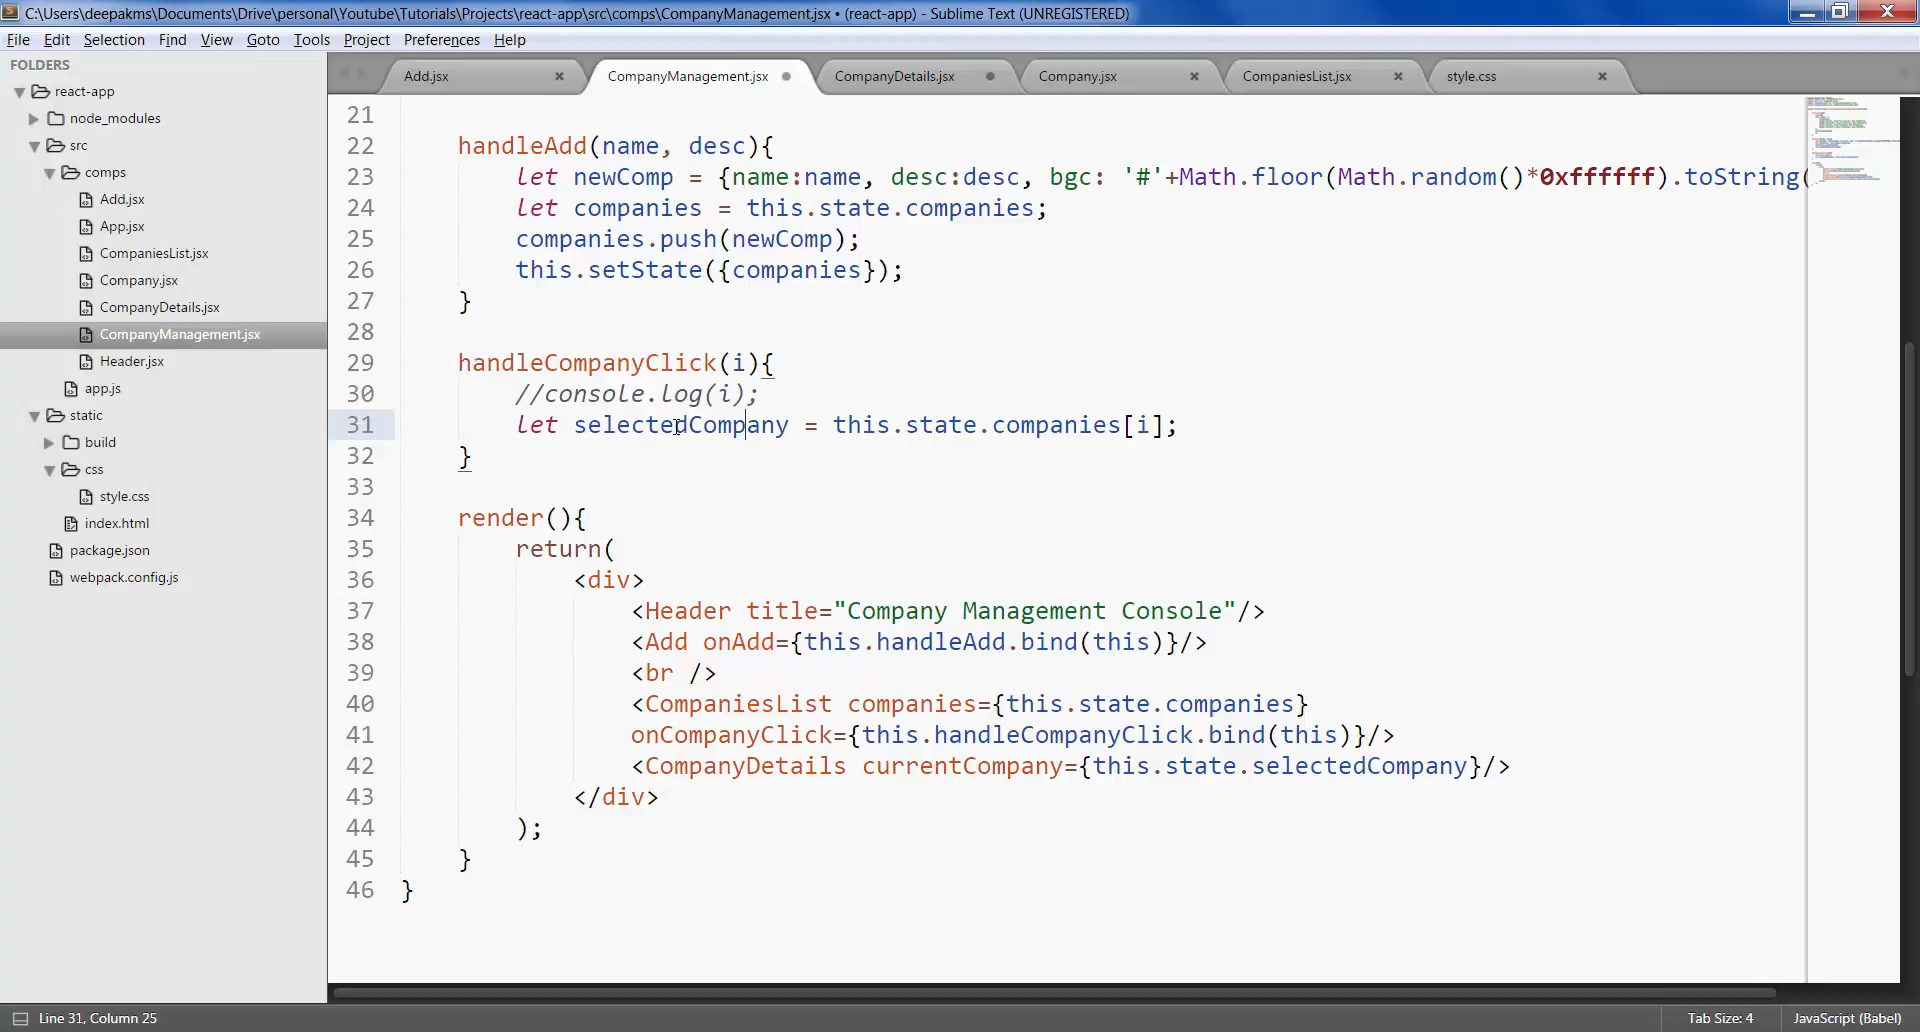 C:\Users\deepakms\Documents\Drive\personal\Youtube\Tutorials\Projects\react-app\src\comps\CompanyManagement.jsx • (react-app) - Sublime Text (UNREGISTERED)
File Edit Selection Find View Goto Tools Project Preferences Help
FOLDERS
react-app
node_modules
src
comps
Add.jsx
App.jsx
CompaniesList.jsx
Company.jsx
CompanyDetails.jsx
CompanyManagement.jsx
Header.jsx
app.js
static
build
css
style.css
index.html
package.json
webpack.config.js
Add.jsx CompanyManagement.jsx CompanyDetails.jsx Company.jsx CompaniesList.jsx style.css
21
22 handleAdd(name, desc){
23 let newComp = {name:name, desc:desc, bgc: '#'+Math.floor(Math.random()*0xffffff).toString(
24 let companies = this.state.companies;
25 companies.push(newComp);
26 this.setState({companies});
27 }
28
29 handleCompanyClick(i){
30 //console.log(i);
31 let selectedCompany = this.state.companies[i];
32 }
33
34 render(){
35 return(
36 <div>
37 <Header title="Company Management Console"/>
38 <Add onAdd={this.handleAdd.bind(this)}/>
39 <br />
40 <CompaniesList companies={this.state.companies}
41 onCompanyClick={this.handleCompanyClick.bind(this)}/>
42 <CompanyDetails currentCompany={this.state.selectedCompany}/>
43 </div>
44 );
45 }
46 }
Line 31, Column 25
Tab Size: 4
JavaScript (Babel)